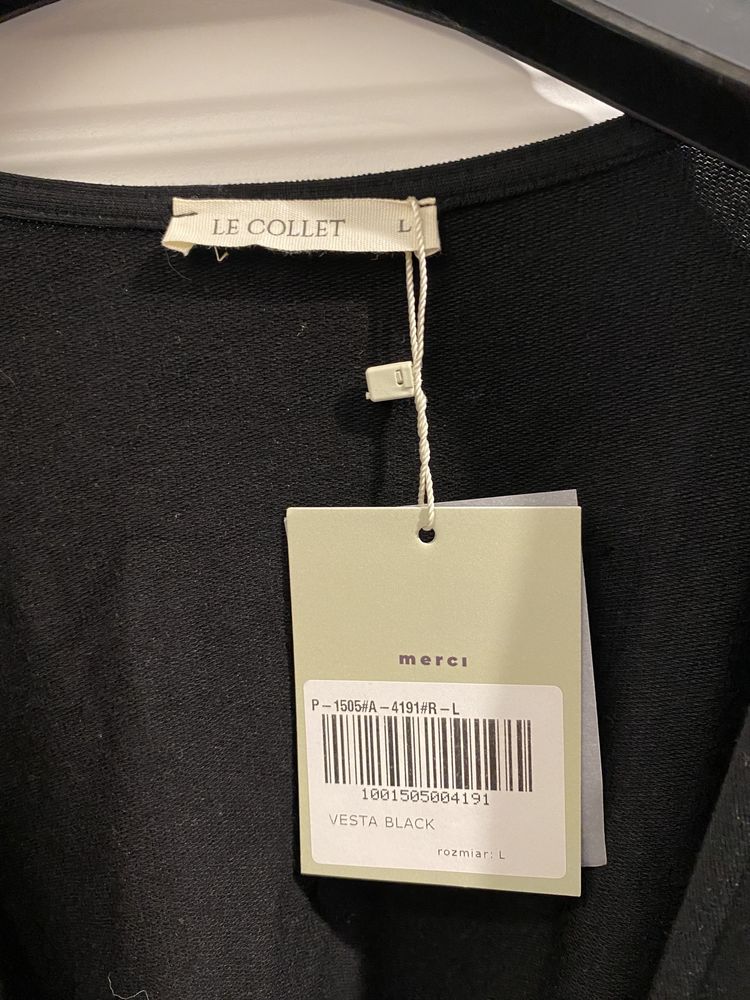 LE COLLET L
merci
P-1505#A-4191#R-L
1001505004191
VESTA BLACK
rozmiar: L